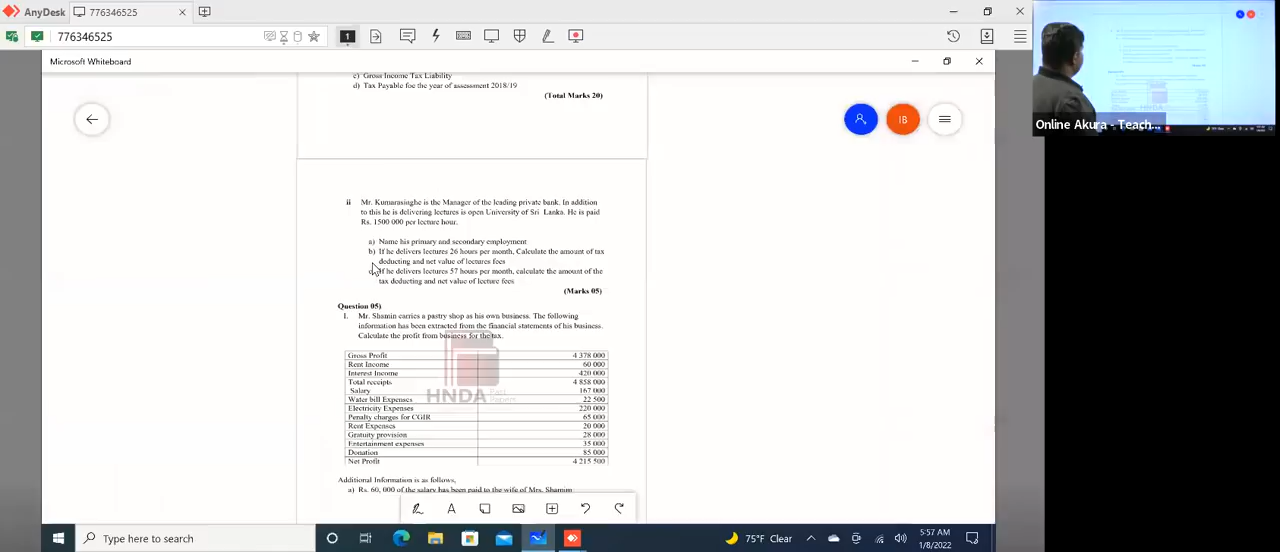 AnyDesk
776346525
776346525
1
Microsoft Whiteboard
c) Gross Income Tax Liability
d) Tax Payable foe the year of assessment 2018/19
(Total Marks 20)
IB
ii Mr. Kumarasinghe is the Manager of the leading private bank. In addition
to this he is delivering lectures is open University of Sri Lanka. He is paid
Rs. 1500 000 per lecture hour.
a) Name his primary and secondary employment
b) If he delivers lectures 26 hours per month, Calculate the amount of tax
deducting and net value of lectures fees
If he delivers lectures 57 hours per month, calculate the amount of the
tax deducting and net value of lecture fees
(Marks 05)
Question 05)
I. Mr. Shamin carries a pastry shop as his own business. The following
information has been extracted from the financial statements of his business.
Calculate the profit from business for the tax.
Gross Profit 4 378 000
Rent Income 60 000
Interest Income 420 000
Total receipts 4 858 000
Salary 167 000
Water bill Expenses 22 500
Electricity Expenses 220 000
Penalty charges for CGIR 65 000
Rent Expenses 20 000
Gratuity provision 28 000
Entertainment expenses 35 000
Donation 85 000
Net Profit 4 215 500
HNDA Past Papers
Additional Information is as follows,
a) Rs. 60, 000 of the salary has been paid to the wife of Mrs. Shamim
Type here to search
75°F Clear
5:57 AM
1/8/2022
Online Akura - Teach...